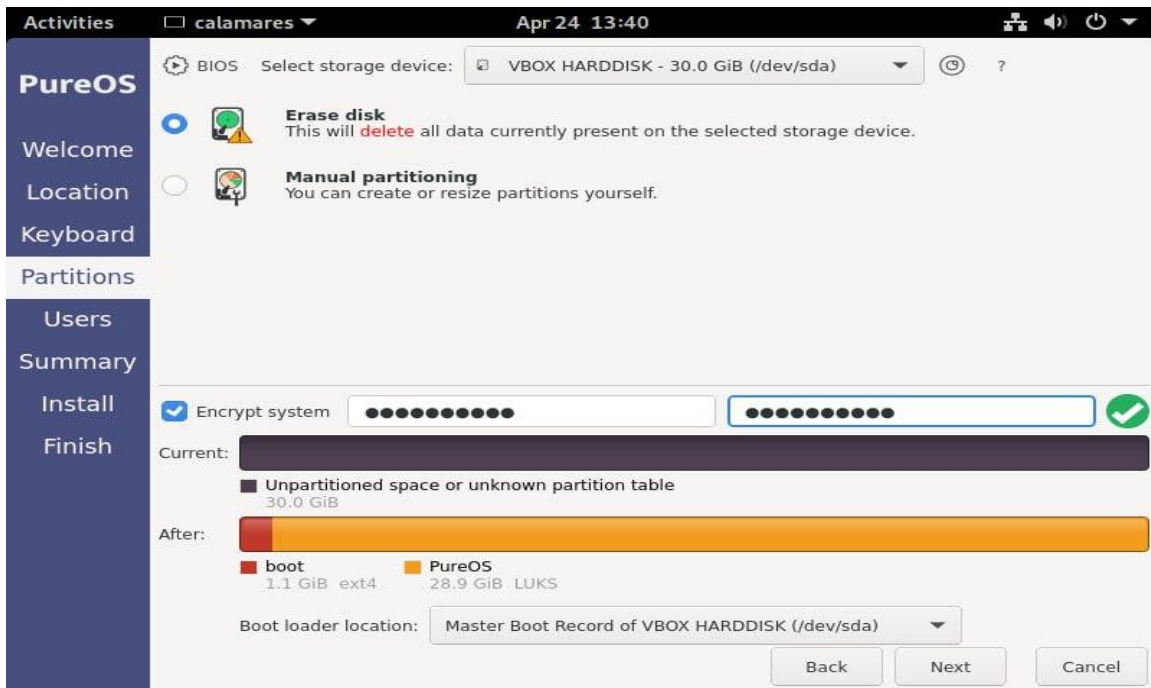 Activities calamares Apr 24 13:40
PureOS
Welcome
Location
Keyboard
Partitions
Users
Summary
Install
Finish
BIOS Select storage device: VBOX HARDDISK - 30.0 GiB (/dev/sda) ?
Erase disk
This will delete all data currently present on the selected storage device.
Manual partitioning
You can create or resize partitions yourself.
Encrypt system ●●●●●●●●●● ●●●●●●●●●●
Current:
Unpartitioned space or unknown partition table
30.0 GiB
After:
boot PureOS
1.1 GiB ext4 28.9 GiB LUKS
Boot loader location: Master Boot Record of VBOX HARDDISK (/dev/sda)
Back Next Cancel